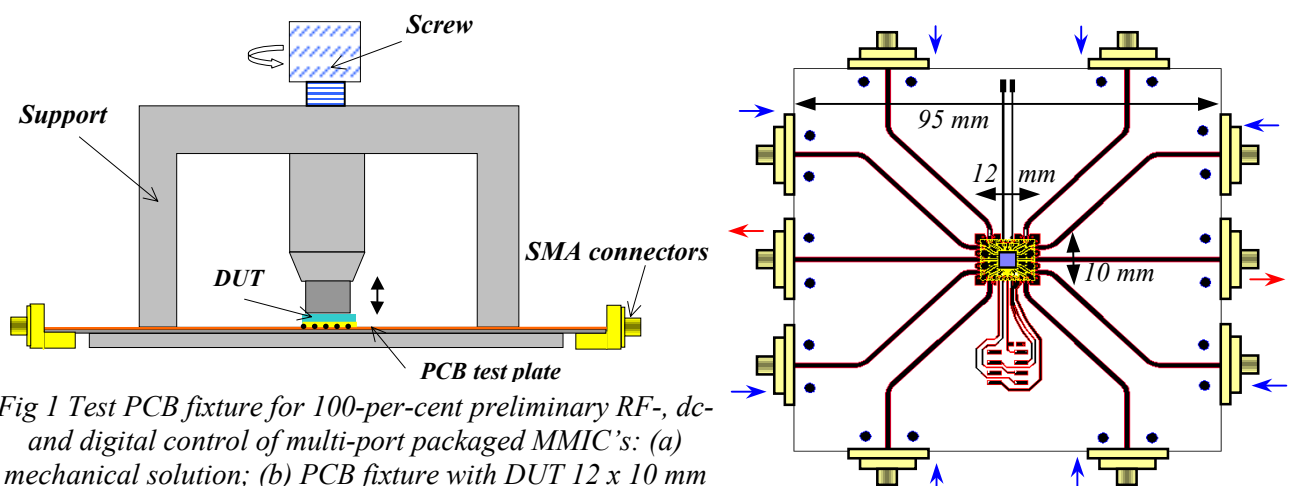 Screw
Support
SMA connectors
DUT
PCB test plate
95 mm
12 mm
10 mm
Fig 1 Test PCB fixture for 100-per-cent preliminary RF-, dc-
and digital control of multi-port packaged MMIC's: (a)
mechanical solution; (b) PCB fixture with DUT 12 x 10 mm